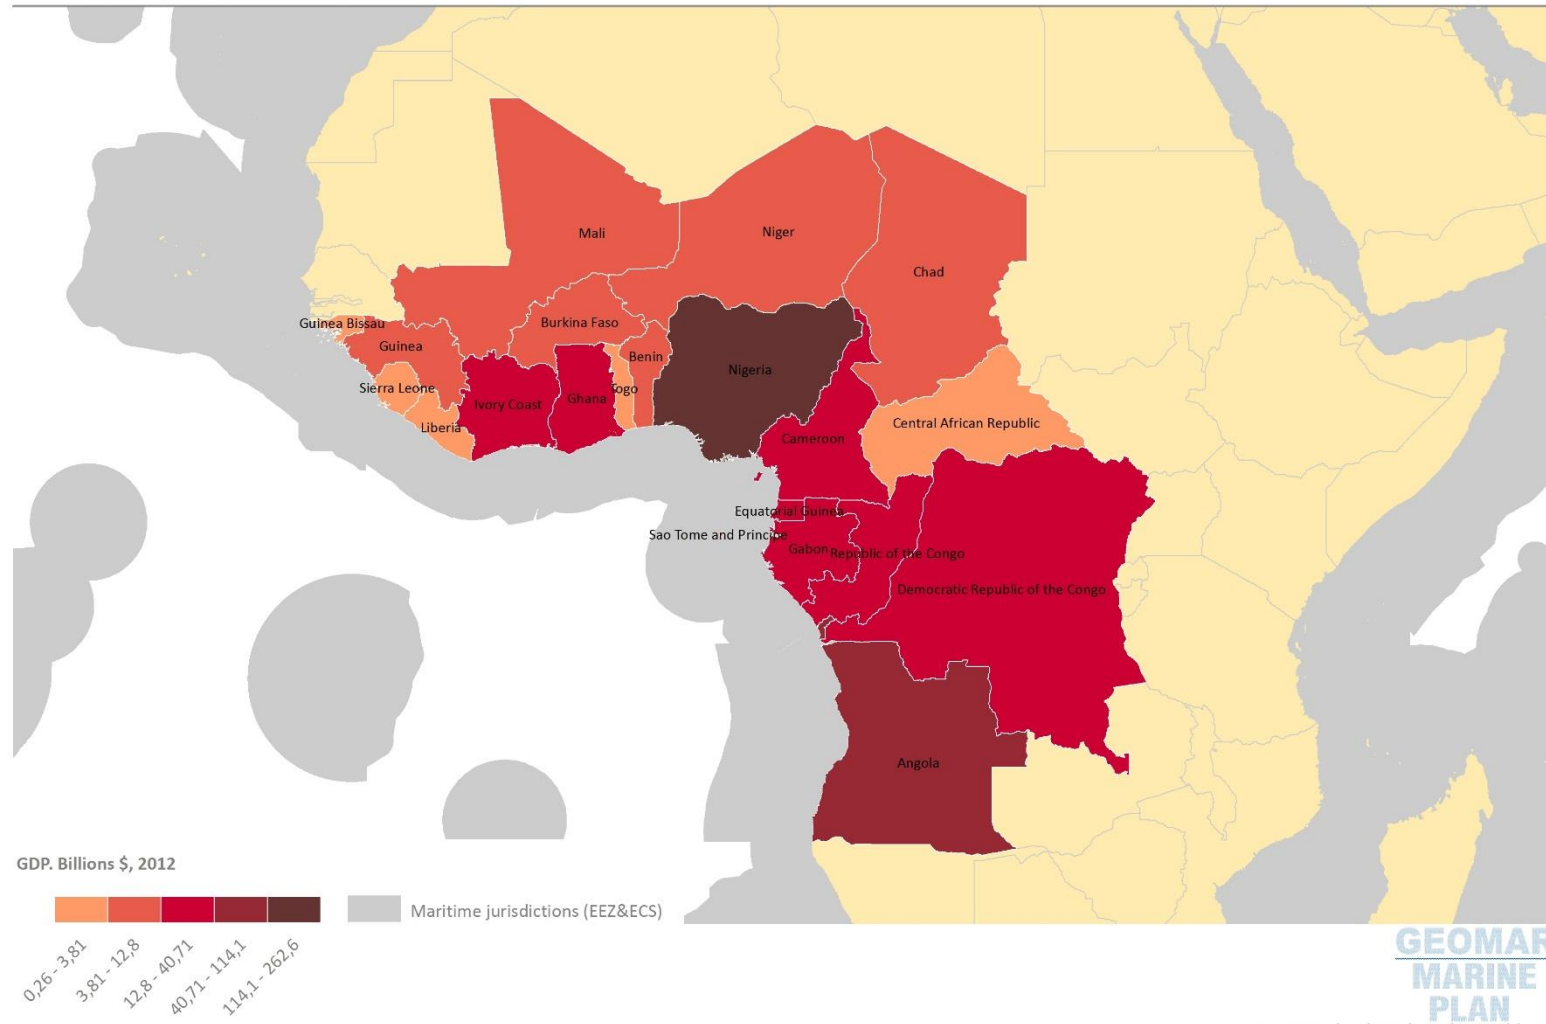 Mali
Niger
Chad
Guinea Bissau
Burkina Faso
Guinea
Benin
Nigeria
Sierra Leone
Togo
Ivory Coast
Ghana
Liberia
Central African Republic
Cameroon
Equatorial Guinea
Sao Tome and Principe
Gabon
Republic of the Congo
Democratic Republic of the Congo
Angola
GDP. Billions $, 2012
Maritime jurisdictions (EEZ&ECS)
0,26 - 3,81
3,81 - 12,8
12,8 - 40,71
40,71 - 114,1
114,1 - 262,6
GEOMAR
MARINE
PLAN